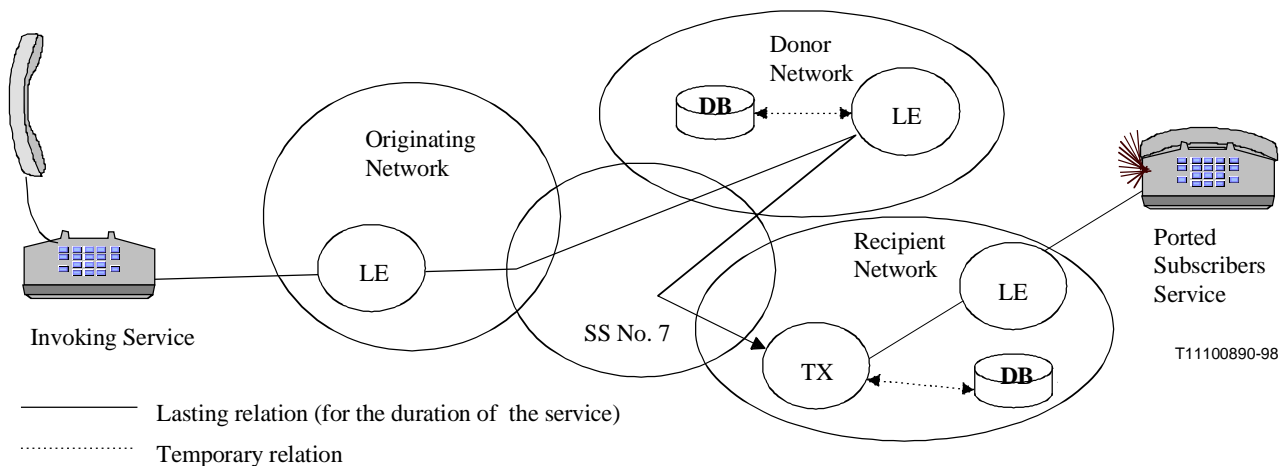 Donor
Network
DB
LE
Originating
Network
LE
SS No. 7
Recipient
Network
LE
TX
DB
Invoking Service
Ported
Subscribers
Service
T11100890-98
Lasting relation (for the duration of the service)
Temporary relation